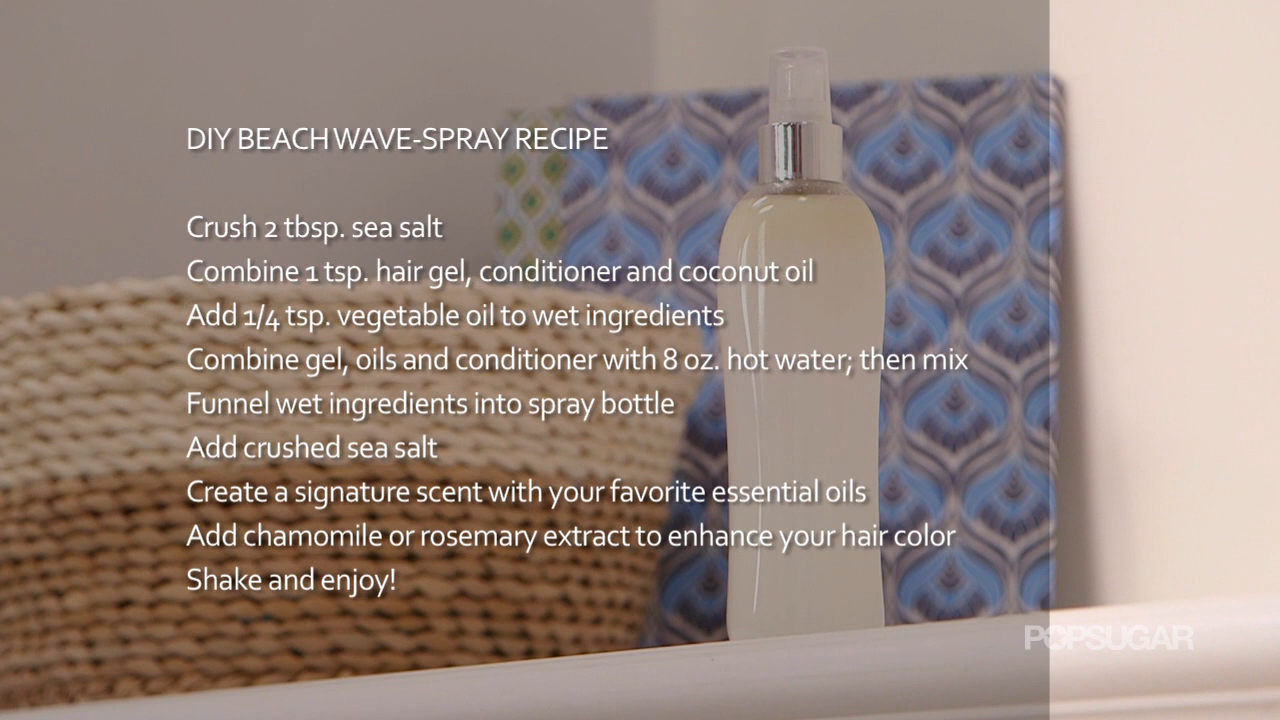 DIY BEACH WAVE-SPRAY RECIPE
Crush 2 tbsp. sea salt
Combine 1 tsp. hair gel, conditioner and coconut oil
Add 1/4 tsp. vegetable oil to wet ingredients
Combine gel, oils and conditioner with 8 oz. hot water; then mix
Funnel wet ingredients into spray bottle
Add crushed sea salt
Create a signature scent with your favorite essential oils
Add chamomile or rosemary extract to enhance your hair color
Shake and enjoy!
POPSUGAR